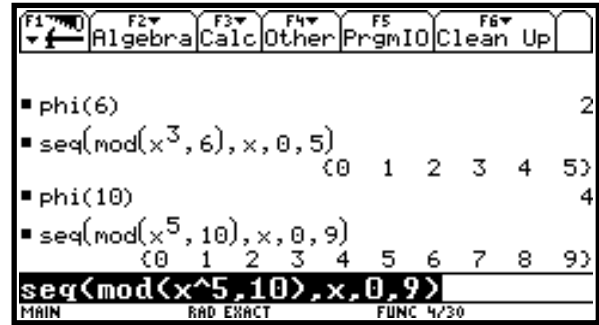 F1▼ F2▼ F3▼ F4▼ F5 F6▼
Algebra Calc Other PrgmIO Clean Up
▪ phi(6) 2
▪ seq(mod(x³,6),x,0,5)
{0 1 2 3 4 5}
▪ phi(10) 4
▪ seq(mod(x⁵,10),x,0,9)
{0 1 2 3 4 5 6 7 8 9}
seq(mod(x^5,10),x,0,9)
MAIN RAD EXACT FUNC 4/30